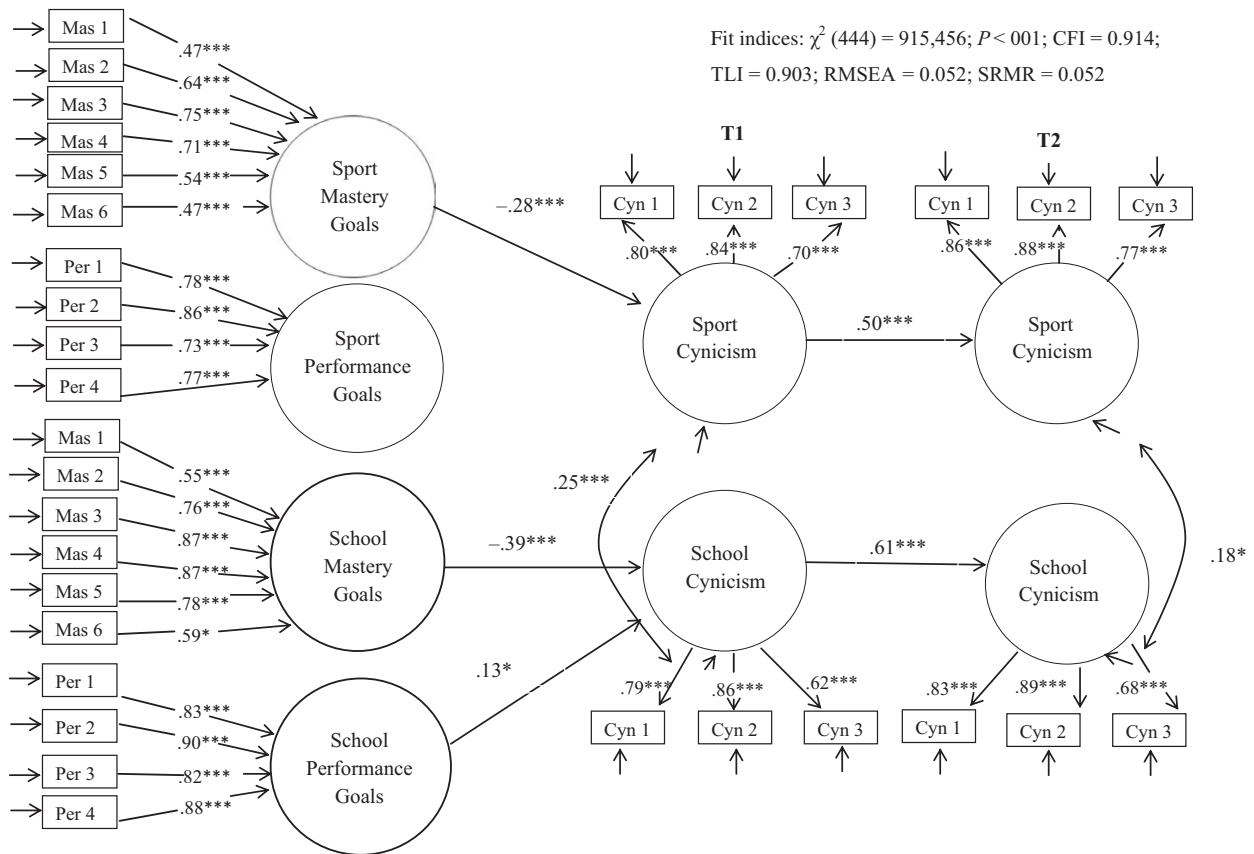 Fit indices: χ² (444) = 915,456; P < 001; CFI = 0.914;
TLI = 0.903; RMSEA = 0.052; SRMR = 0.052
Mas 1
.47***
Mas 2
.64***
Mas 3
.75***
Mas 4
.71***
Mas 5
.54***
Mas 6
.47***
Sport
Mastery
Goals
–.28***
Per 1
.78***
Per 2
.86***
Per 3
.73***
Per 4
.77***
Sport
Performance
Goals
T1
Cyn 1
Cyn 2
Cyn 3
.80***
.84***
.70***
Sport
Cynicism
.50***
T2
Cyn 1
Cyn 2
Cyn 3
.86***
.88***
.77***
Sport
Cynicism
Mas 1
.55***
Mas 2
.76***
Mas 3
.87***
Mas 4
.87***
Mas 5
.78***
Mas 6
.59*
School
Mastery
Goals
–.39***
.25***
School
Cynicism
.61***
School
Cynicism
.18*
Per 1
.83***
Per 2
.90***
Per 3
.82***
Per 4
.88***
School
Performance
Goals
.13*
.79***
.86***
.62***
Cyn 1
Cyn 2
Cyn 3
.83***
.89***
.68***
Cyn 1
Cyn 2
Cyn 3